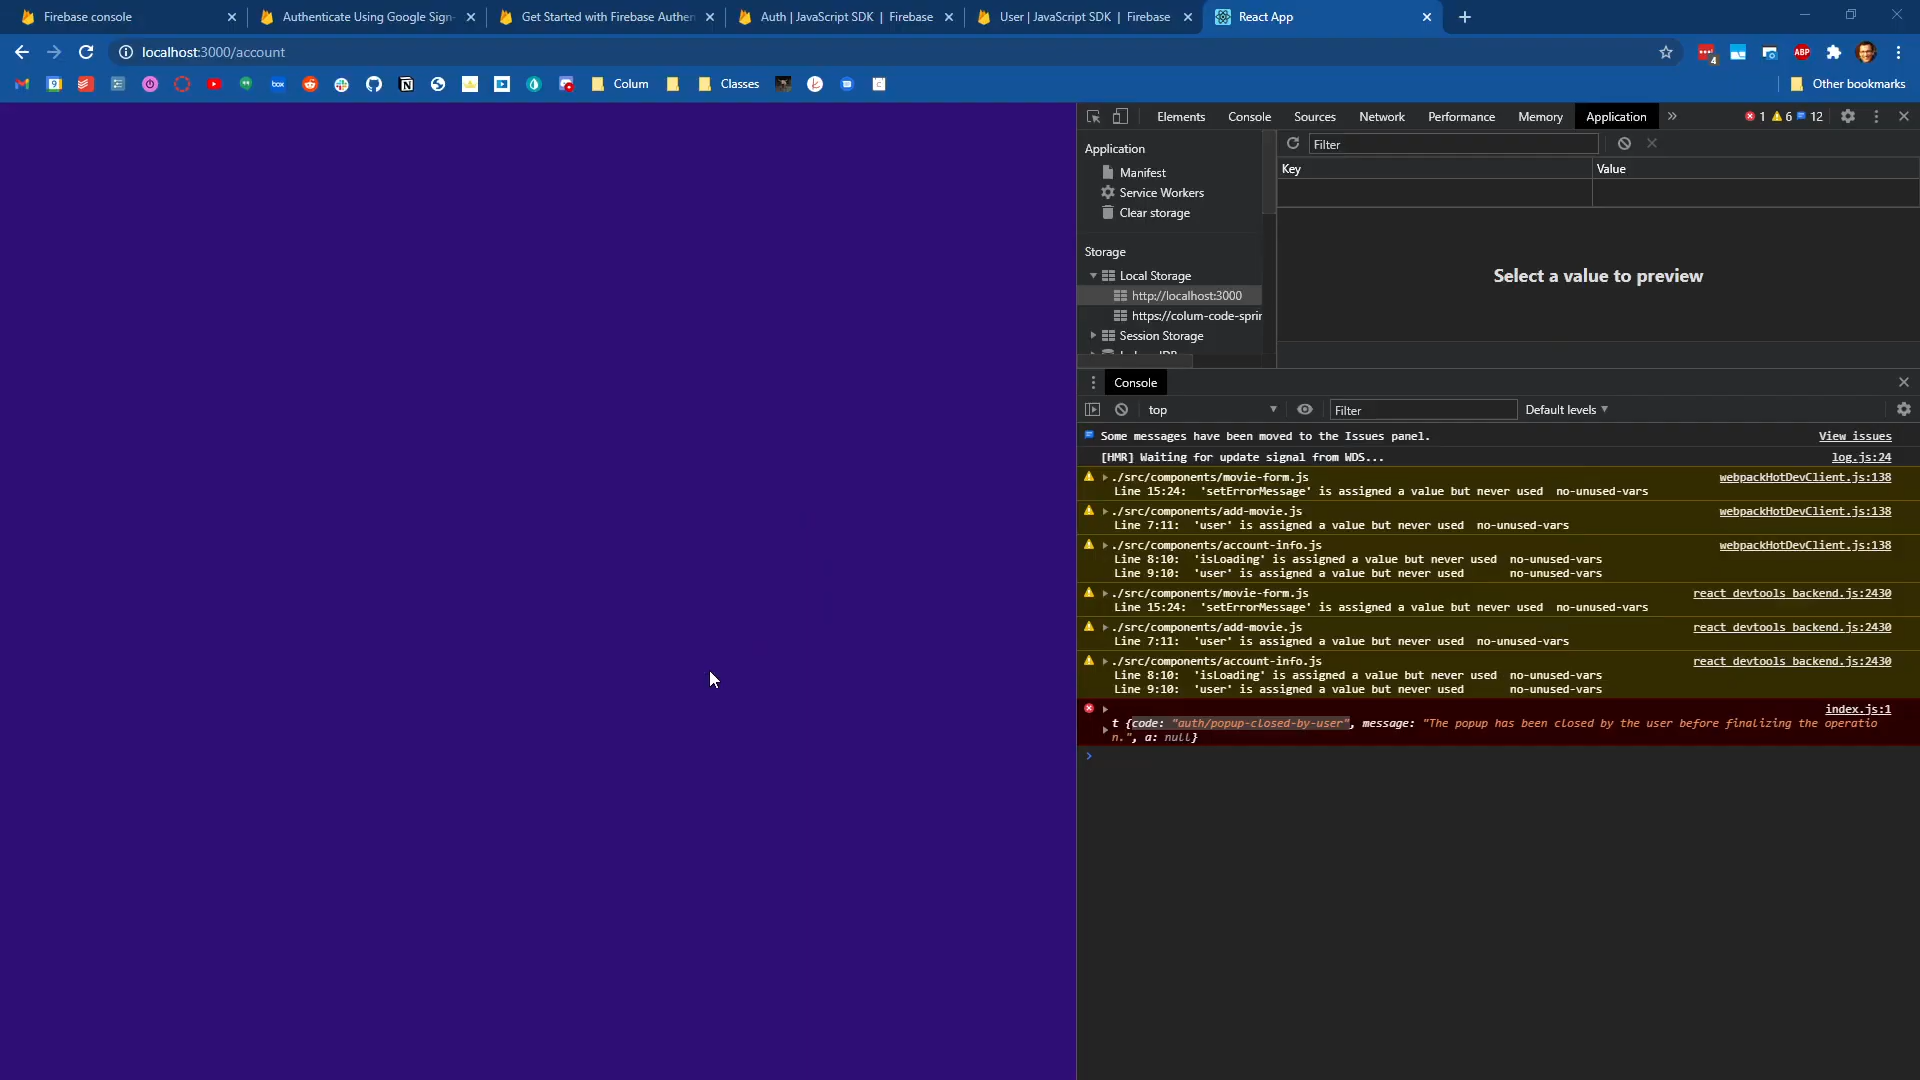 Firebase console
Authenticate Using Google Sign-
Get Started with Firebase Authen
Auth | JavaScript SDK | Firebase
User | JavaScript SDK | Firebase
React App
localhost:3000/account
4
9
box
ABP
Colum
Classes
Other bookmarks
Elements
Console
Sources
Network
Performance
Memory
Application
1
6
12
Application
Manifest
Service Workers
Clear storage
Storage
Local Storage
http://localhost:3000
https://colum-code-sprin
Session Storage
Filter
Key
Value
Select a value to preview
Console
top
Filter
Default levels
Some messages have been moved to the Issues panel.
View issues
[HMR] Waiting for update signal from WDS...
log.js:24
./src/components/movie-form.js
webpackHotDevClient.js:138
Line 15:24:  'setErrorMessage' is assigned a value but never used  no-unused-vars
./src/components/add-movie.js
webpackHotDevClient.js:138
Line 7:11:  'user' is assigned a value but never used  no-unused-vars
./src/components/account-info.js
webpackHotDevClient.js:138
Line 8:10:  'isLoading' is assigned a value but never used  no-unused-vars
Line 9:10:  'user' is assigned a value but never used       no-unused-vars
./src/components/movie-form.js
react_devtools_backend.js:2430
Line 15:24:  'setErrorMessage' is assigned a value but never used  no-unused-vars
./src/components/add-movie.js
react_devtools_backend.js:2430
Line 7:11:  'user' is assigned a value but never used  no-unused-vars
./src/components/account-info.js
react_devtools_backend.js:2430
Line 8:10:  'isLoading' is assigned a value but never used  no-unused-vars
Line 9:10:  'user' is assigned a value but never used       no-unused-vars
index.js:1
t {code: "auth/popup-closed-by-user", message: "The popup has been closed by the user before finalizing the operatio
n.", a: null}